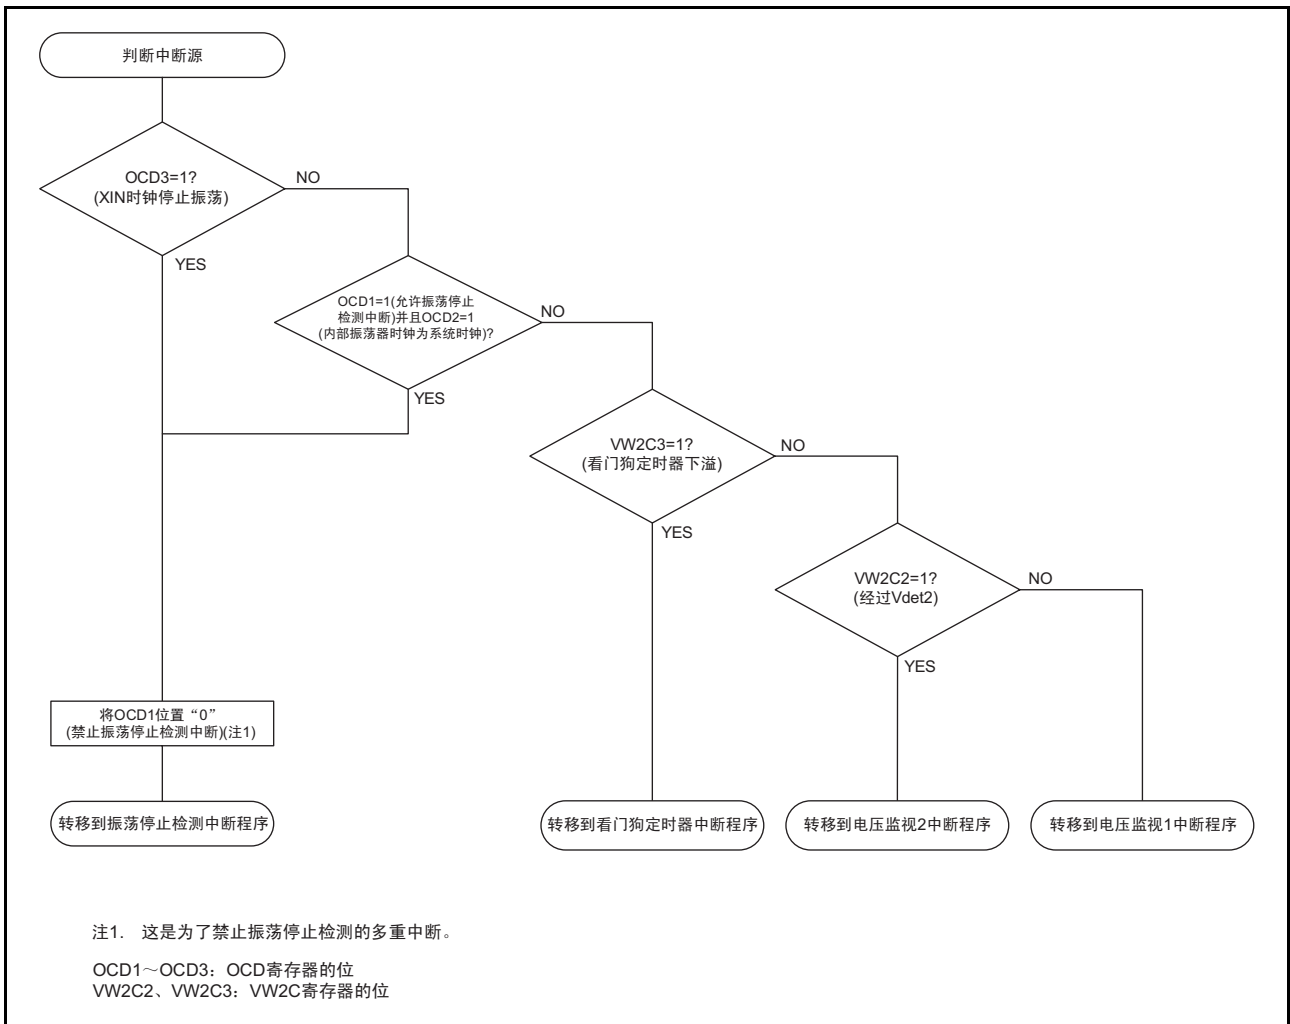 判断中断源
OCD3=1?
(XIN时钟停止振荡)
NO
YES
OCD1=1(允许振荡停止
检测中断)并且OCD2=1
(内部振荡器时钟为系统时钟)?
NO
YES
VW2C3=1?
(看门狗定时器下溢)
NO
YES
VW2C2=1?
(经过Vdet2)
NO
YES
将OCD1位置“0”
(禁止振荡停止检测中断)(注1)
转移到振荡停止检测中断程序
转移到看门狗定时器中断程序
转移到电压监视2中断程序
转移到电压监视1中断程序
注1. 这是为了禁止振荡停止检测的多重中断。
OCD1～OCD3：OCD寄存器的位
VW2C2、VW2C3：VW2C寄存器的位